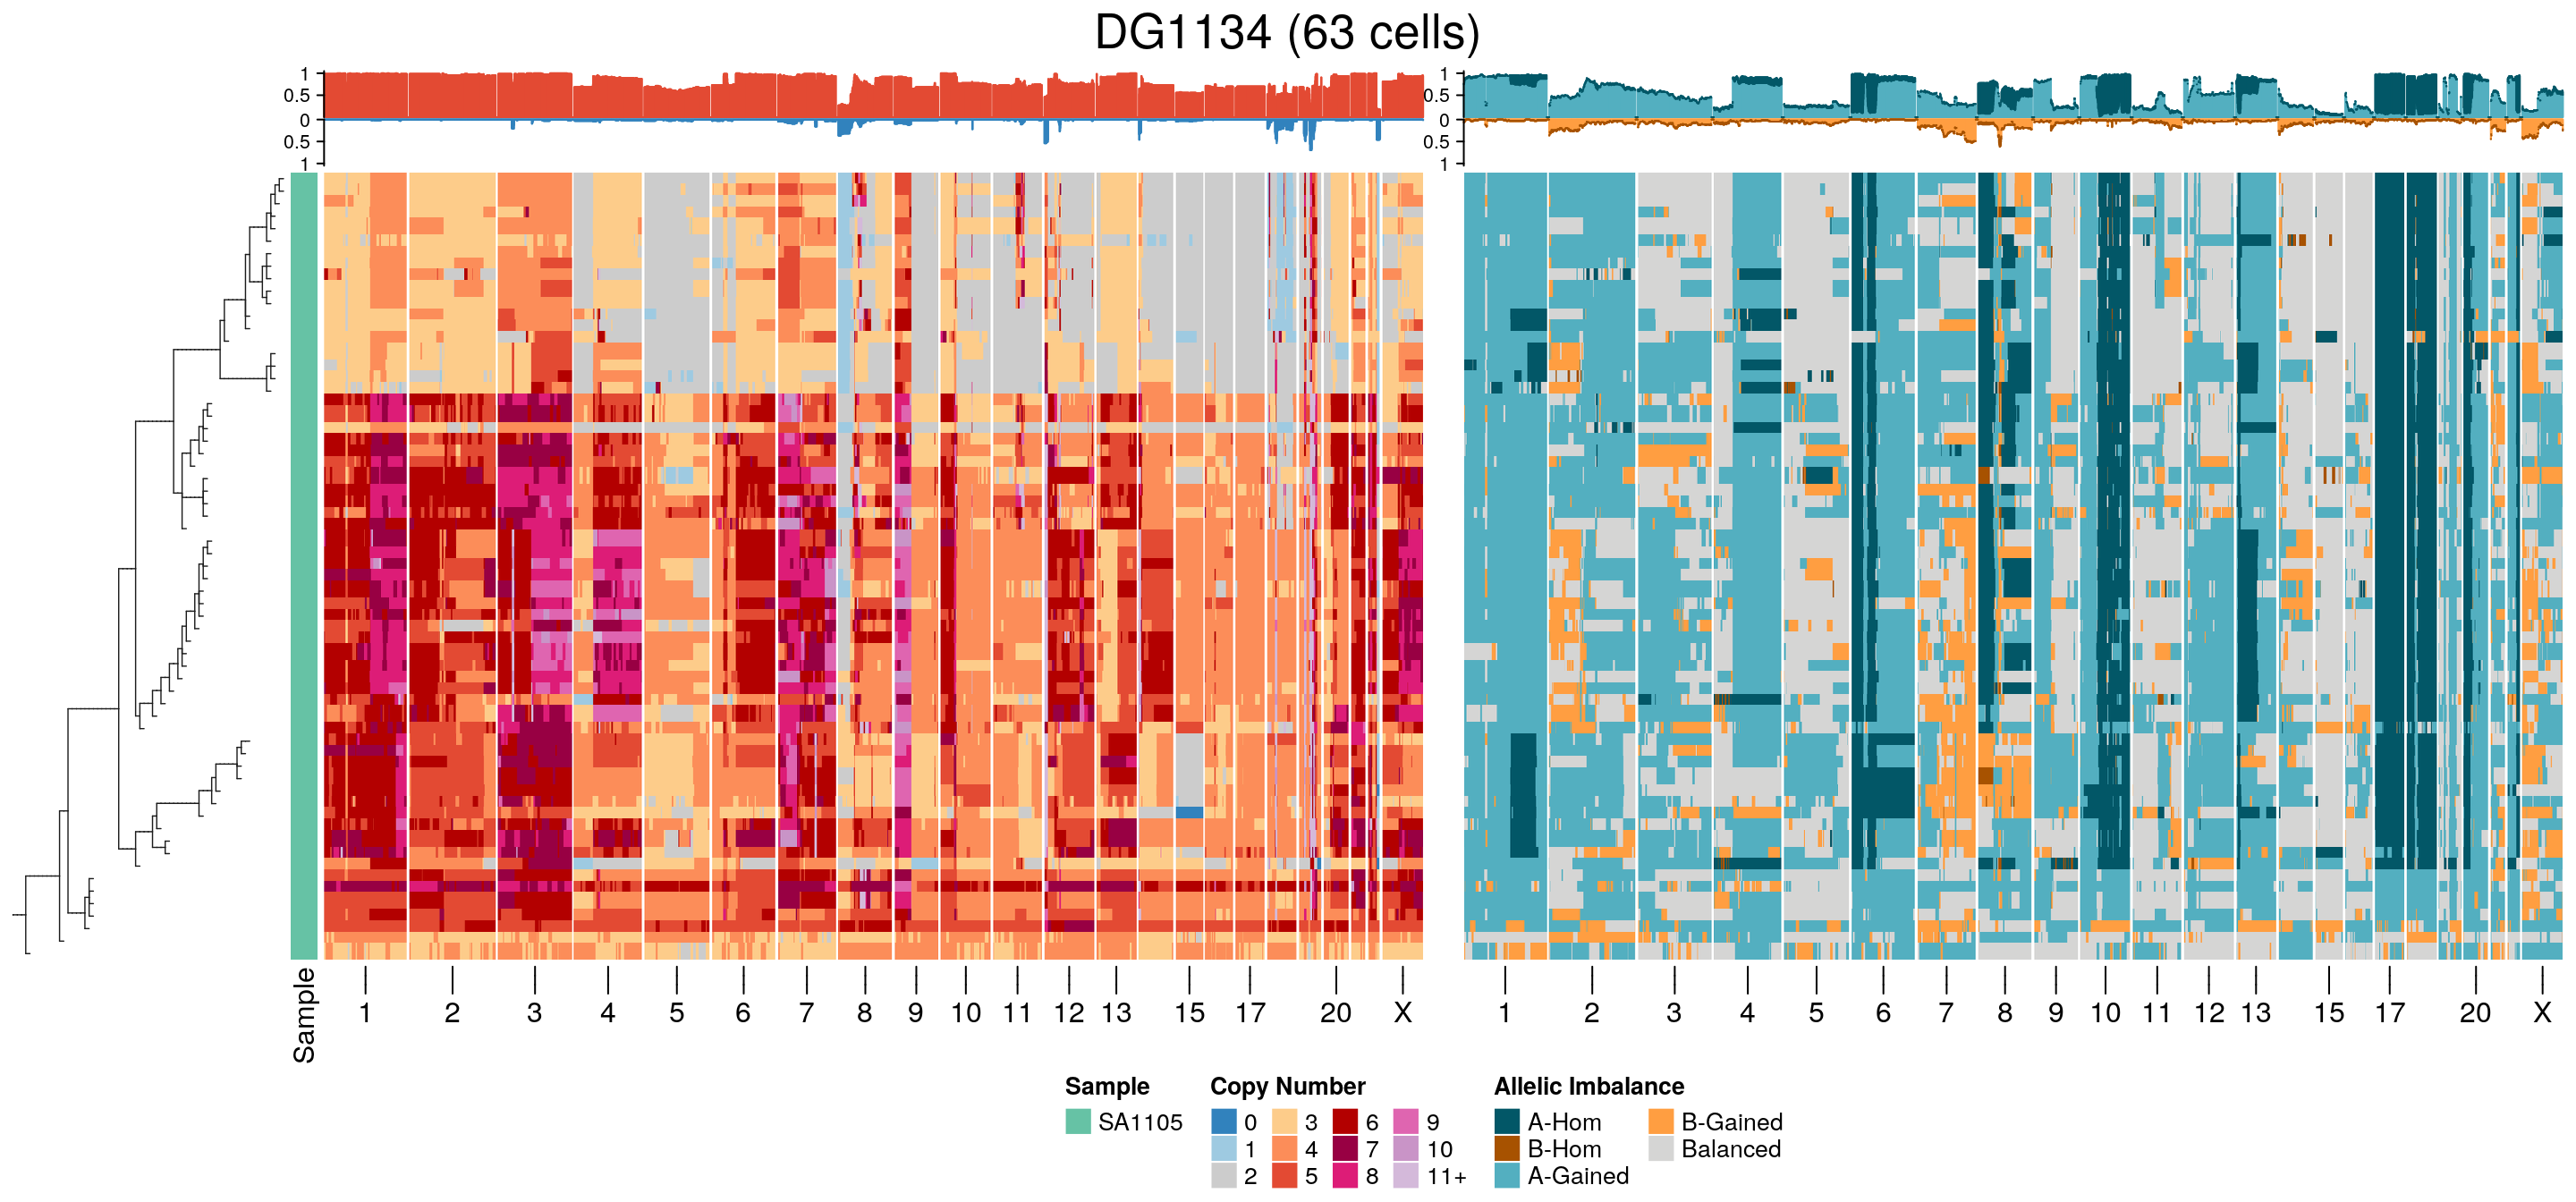 DG1134 (63 cells)
1
0.5
0
0.5
1
1
0.5
0
0.5
1
Sample
1 2 3 4 5 6 7 8 9 10 11 12 13 15 17 20 X
1 2 3 4 5 6 7 8 9 10 11 12 13 15 17 20 X
Sample
SA1105
Copy Number
0 3 6 9
1 4 7 10
2 5 8 11+
Allelic Imbalance
A-Hom B-Gained
B-Hom Balanced
A-Gained